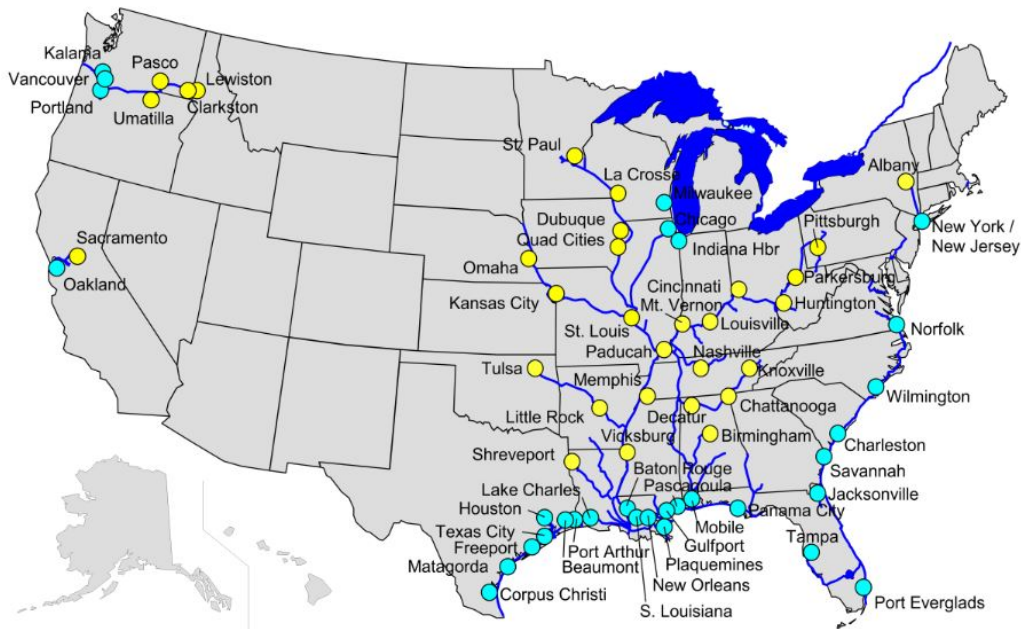 Kalama
Vancouver
Portland
Pasco
Umatilla
Lewiston
Clarkston
St. Paul
La Crosse
Milwaukee
Albany
Dubuque
Chicago
Quad Cities
Indiana Hbr
Pittsburgh
New York /
New Jersey
Sacramento
Oakland
Omaha
Kansas City
Cincinnati
Mt. Vernon
Parkersburg
Huntington
St. Louis
Louisville
Norfolk
Paducah
Nashville
Tulsa
Knoxville
Memphis
Wilmington
Little Rock
Decatur
Chattanooga
Vicksburg
Birmingham
Charleston
Shreveport
Baton Rouge
Savannah
Pascagoula
Lake Charles
Jacksonville
Houston
Panama City
Texas City
Mobile
Tampa
Freeport
Gulfport
Port Arthur
Matagorda
Beaumont
Plaquemines
New Orleans
Corpus Christi
S. Louisiana
Port Everglads